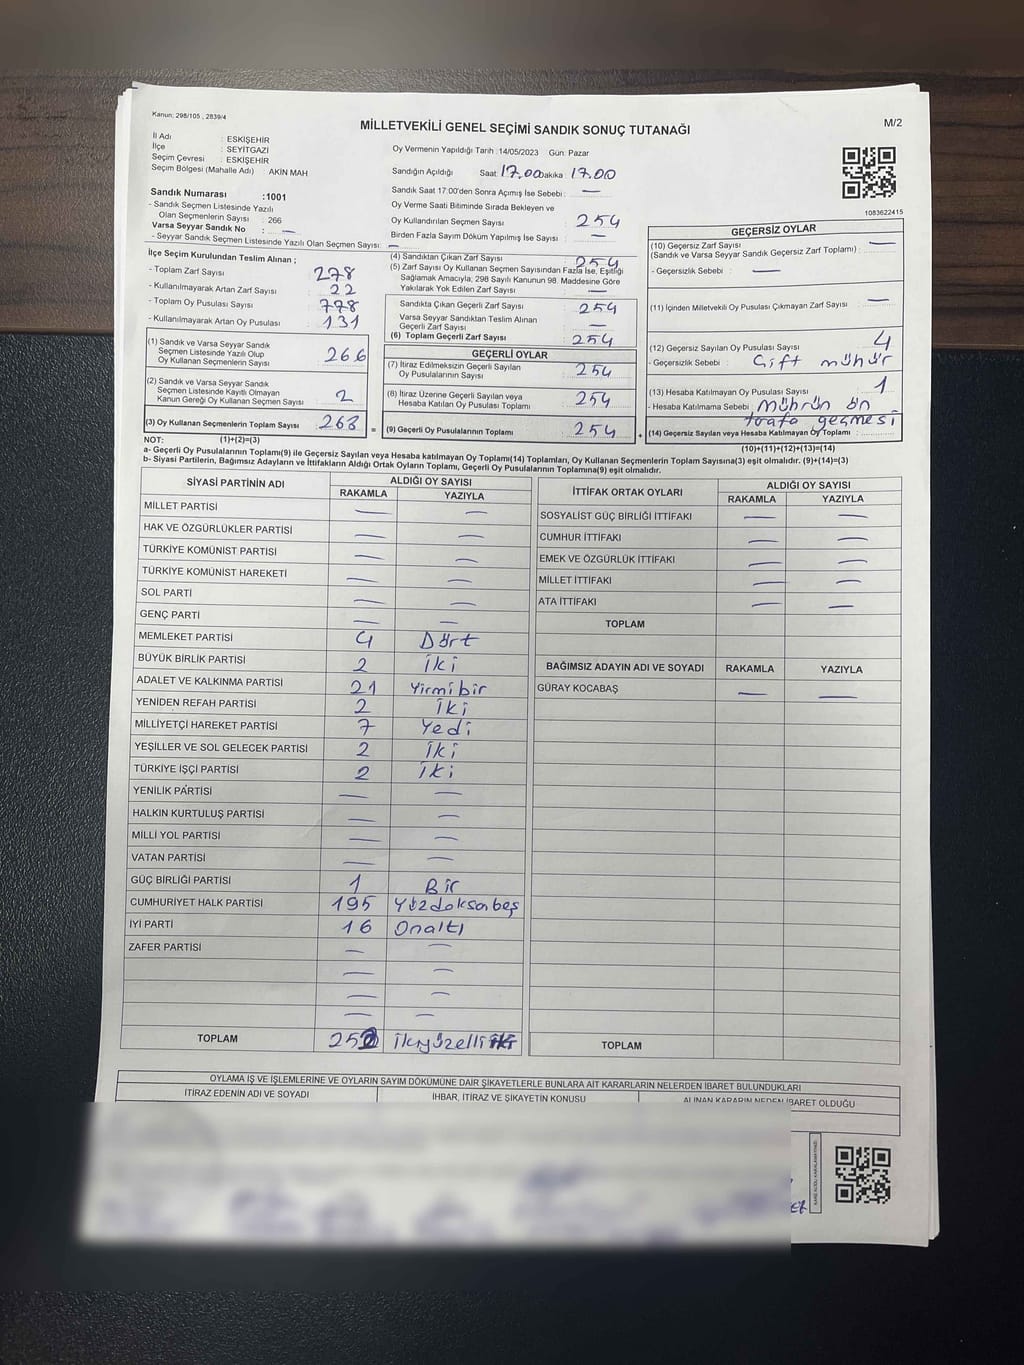 Kanun: 298/105 , 2839/4
MİLLETVEKİLİ GENEL SEÇİMİ SANDIK SONUÇ TUTANAĞI
M/2
İl Adı : ESKİŞEHİR
İlçe : SEYİTGAZİ
Seçim Çevresi : ESKİŞEHİR
Seçim Bölgesi (Mahalle Adı) AKİN MAH
Sandık Numarası :1001
- Sandık Seçmen Listesinde Yazılı
Olan Seçmenlerin Sayısı : 266
Varsa Seyyar Sandık No : —
- Seyyar Sandık Seçmen Listesinde Yazılı Olan Seçmen Sayısı: —
Oy Vermenin Yapıldığı Tarih :14/05/2023 Gün: Pazar
Sandığın Açıldığı Saat: 17.00 Dakika 17.00
Sandık Saat 17:00'den Sonra Açımış İse Sebebi : —
Oy Verme Saati Bitiminde Sırada Bekleyen ve
Oy Kullandırılan Seçmen Sayısı : 254
Birden Fazla Sayım Döküm Yapılmış İse Sayısı : —
1083622415
İlçe Seçim Kurulundan Teslim Alınan ;
- Toplam Zarf Sayısı : 278
- Kullanılmayarak Artan Zarf Sayısı : 22
- Toplam Oy Pusulası Sayısı : 778
- Kullanılmayarak Artan Oy Pusulası : 131
(1) Sandık ve Varsa Seyyar Sandık
Seçmen Listesinde Yazılı Olup
Oy Kullanan Seçmenlerin Sayısı : 266
(2) Sandık ve Varsa Seyyar Sandık
Seçmen Listesinde Kayıtlı Olmayan
Kanun Gereği Oy Kullanan Seçmen Sayısı : 2
(3) Oy Kullanan Seçmenlerin Toplam Sayısı : 268 =
(4) Sandıktan Çıkan Zarf Sayısı : 254
(5) Zarf Sayısı Oy Kullanan Seçmen Sayısından Fazla İse, Eşitliği
Sağlamak Amacıyla; 298 Sayılı Kanunun 98. Maddesine Göre
Yakılarak Yok Edilen Zarf Sayısı : —
Sandıkta Çıkan Geçerli Zarf Sayısı : 254
Varsa Seyyar Sandıktan Teslim Alınan
Geçerli Zarf Sayısı : —
(6) Toplam Geçerli Zarf Sayısı : 254
GEÇERLİ OYLAR
(7) İtiraz Edilmeksizin Geçerli Sayılan
Oy Pusulalarının Sayısı : 254
(8) İtiraz Üzerine Geçerli Sayılan veya
Hesaba Katılan Oy Pusulası Toplamı : 254
(9) Geçerli Oy Pusulalarının Toplamı : 254 +
GEÇERSİZ OYLAR
(10) Geçersiz Zarf Sayısı
(Sandık ve Varsa Seyyar Sandık Geçersiz Zarf Toplamı) : —
- Geçersizlik Sebebi : —
(11) İçinden Milletvekili Oy Pusulası Çıkmayan Zarf Sayısı : —
(12) Geçersiz Sayılan Oy Pusulası Sayısı : 4
- Geçersizlik Sebebi : Çift mühür
(13) Hesaba Katılmayan Oy Pusulası Sayısı : 1
- Hesaba Katılmama Sebebi : Mührün ön
trafa geçmesi
(14) Geçersiz Sayılan veya Hesaba Katılmayan Oy Toplamı :
NOT: (1)+(2)=(3)
(10)+(11)+(12)+(13)=(14)
a- Geçerli Oy Pusulalarının Toplamı(9) ile Geçersiz Sayılan veya Hesaba katılmayan Oy Toplamı(14) Toplamları, Oy Kullanan Seçmenlerin Toplam Sayısına(3) eşit olmalıdır. (9)+(14)=(3)
b- Siyasi Partilerin, Bağımsız Adayların ve İttifakların Aldığı Ortak Oyların Toplamı, Geçerli Oy Pusulalarının Toplamına(9) eşit olmalıdır.
SİYASİ PARTİNİN ADI
ALDIĞI OY SAYISI
RAKAMLA YAZIYLA
MİLLET PARTİSİ — —
HAK VE ÖZGÜRLÜKLER PARTİSİ — —
TÜRKİYE KOMÜNİST PARTİSİ — —
TÜRKİYE KOMÜNİST HAREKETİ — —
SOL PARTİ — —
GENÇ PARTİ — —
MEMLEKET PARTİSİ 4 Dört
BÜYÜK BİRLİK PARTİSİ 2 İki
ADALET VE KALKINMA PARTİSİ 21 Yirmibir
YENİDEN REFAH PARTİSİ 2 İki
MİLLİYETÇİ HAREKET PARTİSİ 7 Yedi
YEŞİLLER VE SOL GELECEK PARTİSİ 2 İki
TÜRKİYE İŞÇİ PARTİSİ 2 İki
YENİLİK PARTİSİ — —
HALKIN KURTULUŞ PARTİSİ — —
MİLLİ YOL PARTİSİ — —
VATAN PARTİSİ — —
GÜÇ BİRLİĞİ PARTİSİ 1 Bir
CUMHURİYET HALK PARTİSİ 195 Yüzdoksanbeş
İYİ PARTİ 16 Onaltı
ZAFER PARTİSİ — —
— —
— —
— —
TOPLAM 252 ikiyüzelliiki
İTTİFAK ORTAK OYLARI
ALDIĞI OY SAYISI
RAKAMLA YAZIYLA
SOSYALİST GÜÇ BİRLİĞİ İTTİFAKI — —
CUMHUR İTTİFAKI — —
EMEK VE ÖZGÜRLÜK İTTİFAKI — —
MİLLET İTTİFAKI — —
ATA İTTİFAKI — —
TOPLAM
BAĞIMSIZ ADAYIN ADI VE SOYADI RAKAMLA YAZIYLA
GÜRAY KOCABAŞ — —
TOPLAM
OYLAMA İŞ VE İŞLEMLERİNE VE OYLARIN SAYIM DÖKÜMÜNE DAİR ŞİKAYETLERLE BUNLARA AİT KARARLARIN NELERDEN İBARET BULUNDUKLARI
İTİRAZ EDENİN ADI VE SOYADI İHBAR, İTİRAZ VE ŞİKAYETİN KONUSU ALINAN KARARIN NEDEN İBARET OLDUĞU